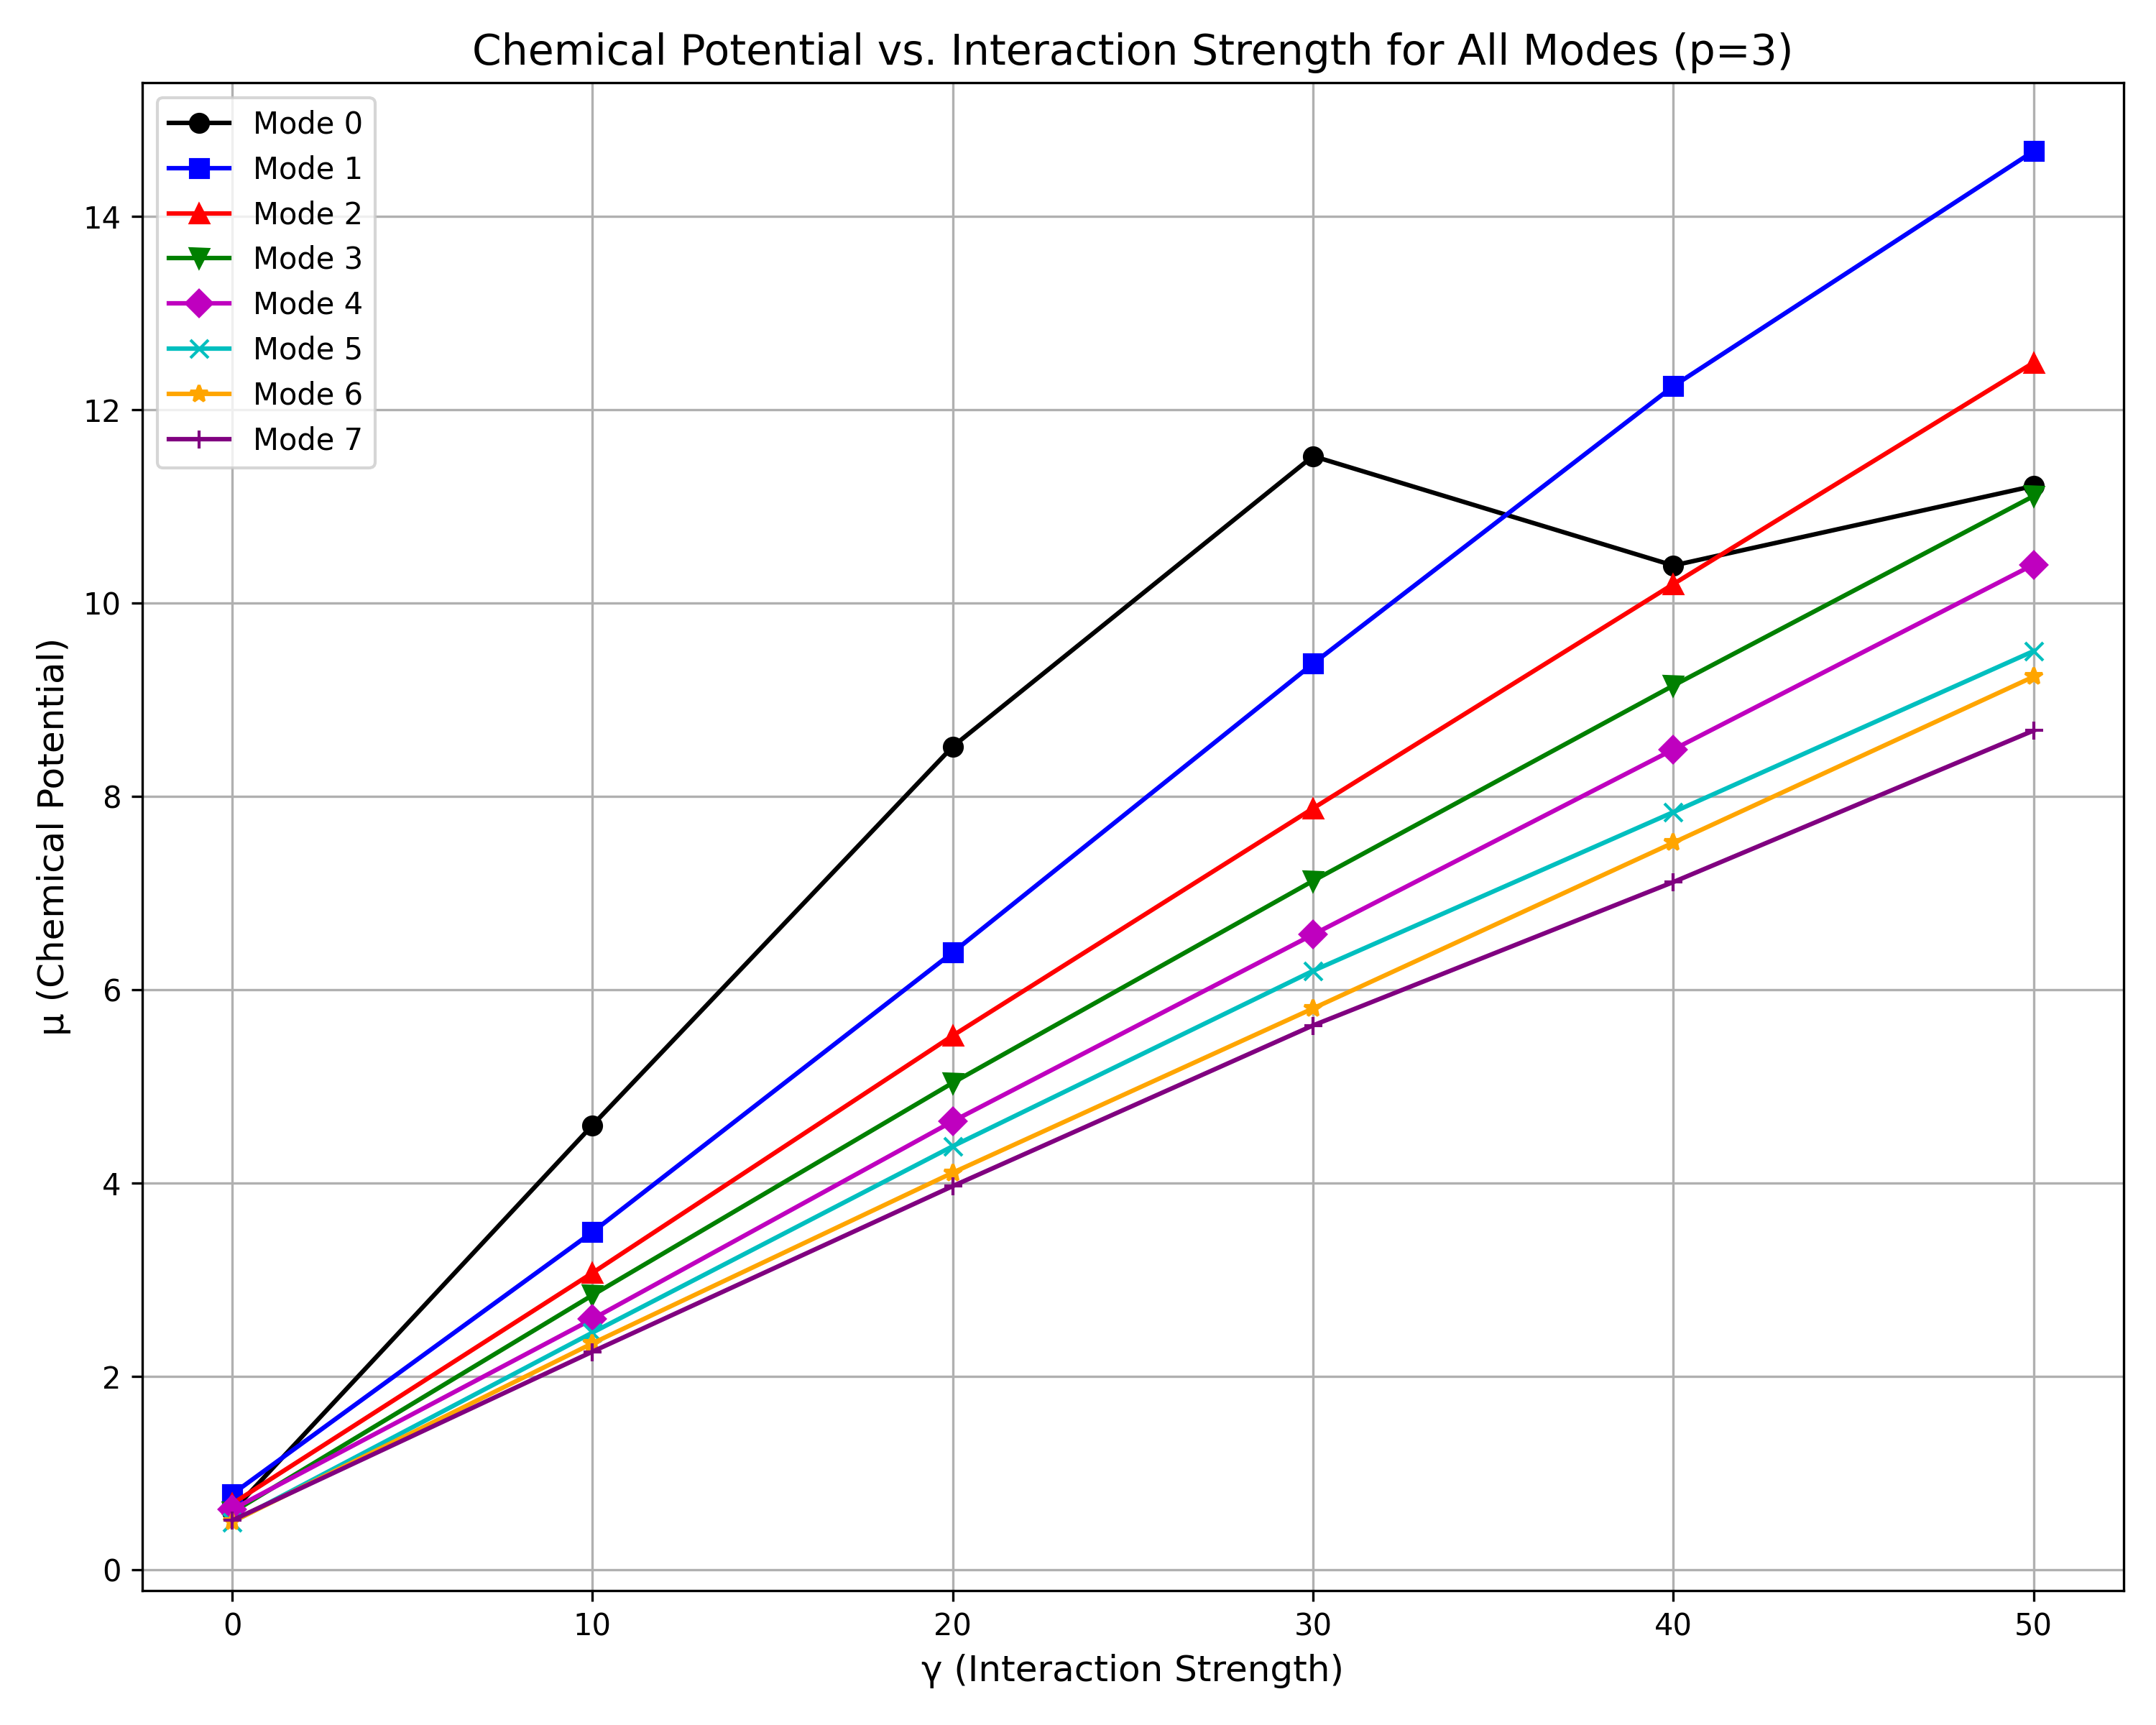 Chemical Potential vs. Interaction Strength for All Modes (p=3)
Mode 0
Mode 1
Mode 2
Mode 3
Mode 4
Mode 5
Mode 6
Mode 7
μ (Chemical Potential)
14
12
10
8
6
4
2
0
0 10 20 30 40 50
γ (Interaction Strength)